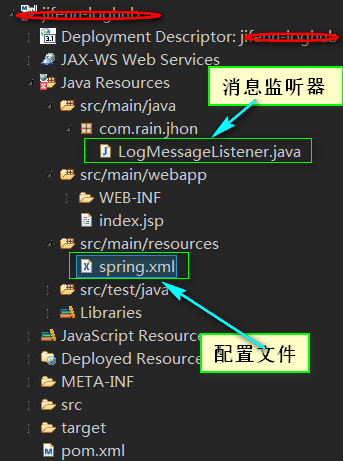 Deployment Descriptor:
JAX-WS Web Services
Java Resources
消息监听器
src/main/java
com.rain.jhon
LogMessageListener.java
src/main/webapp
WEB-INF
index.jsp
src/main/resources
spring.xml
src/test/java
Libraries
配置文件
JavaScript Resource
Deployed Resource
META-INF
src
target
pom.xml